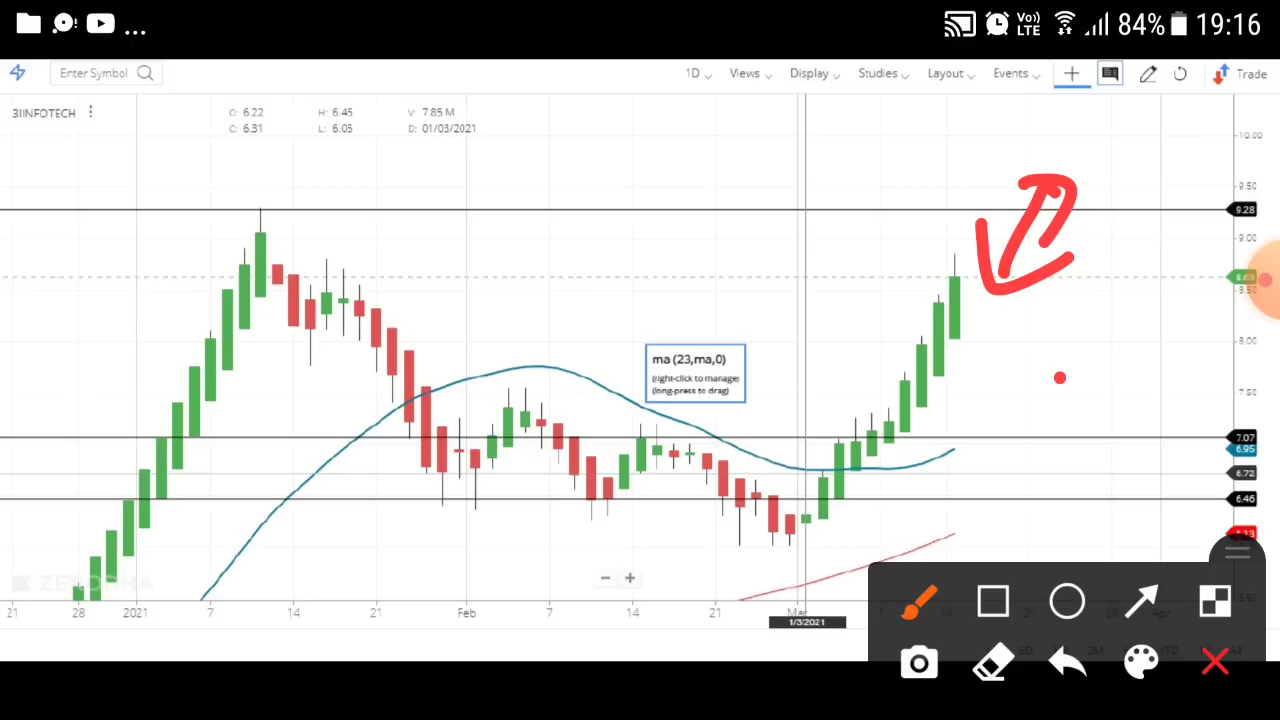 ... Vo) LTE 84% 19:16
Enter Symbol 1D Views Display Studies Layout Events Trade
3IINFOTECH O: 6.22 H: 6.45 V: 7.85 M
C: 6.31 L: 6.05 D: 01/03/2021
10.00
9.50
9.28
9.00
8.63
8.50
8.00
ma (23,ma,0)
(right-click to manage)
(long-press to drag)
7.50
7.07
6.95
6.72
6.46
ZERODHA
− +
21 28 2021 7 14 21 Feb 7 14 21 Mar
1/3/2021